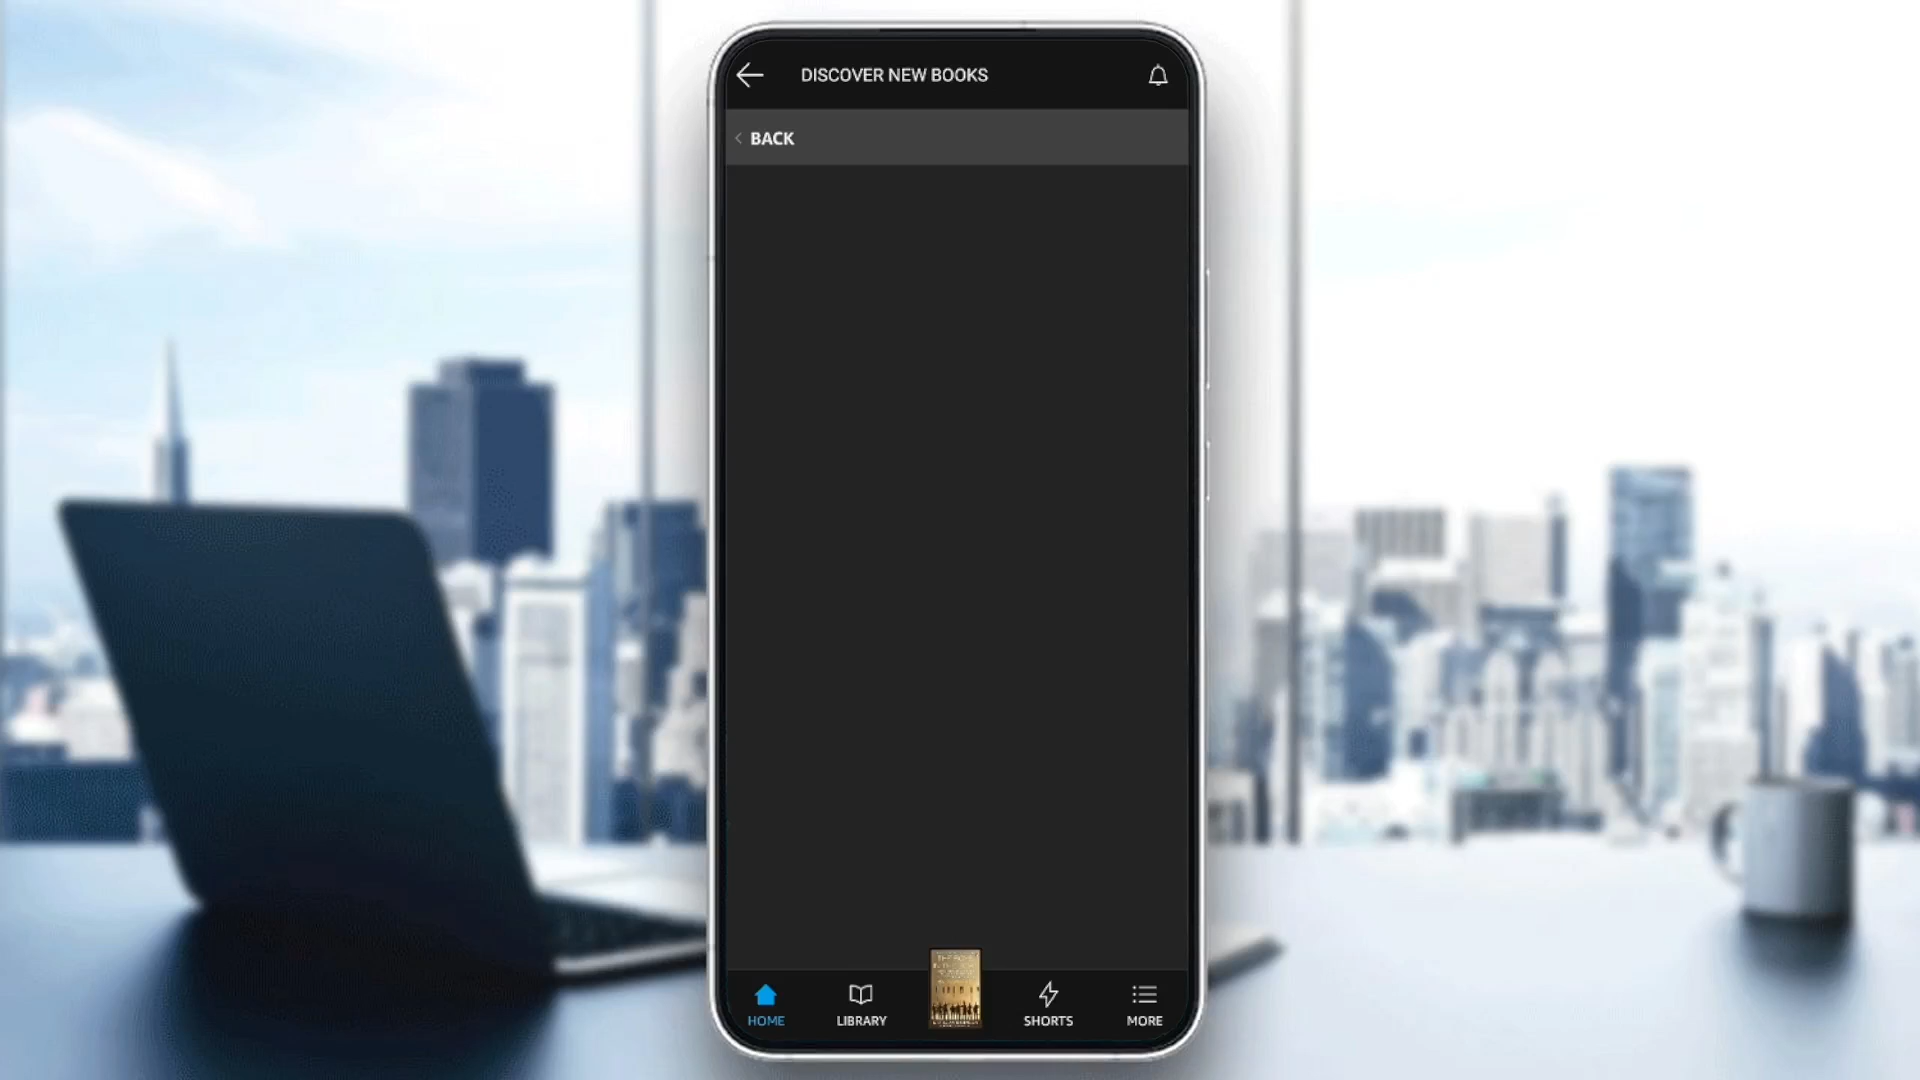 DISCOVER NEW BOOKS
BACK
HOME
LIBRARY
SHORTS
MORE